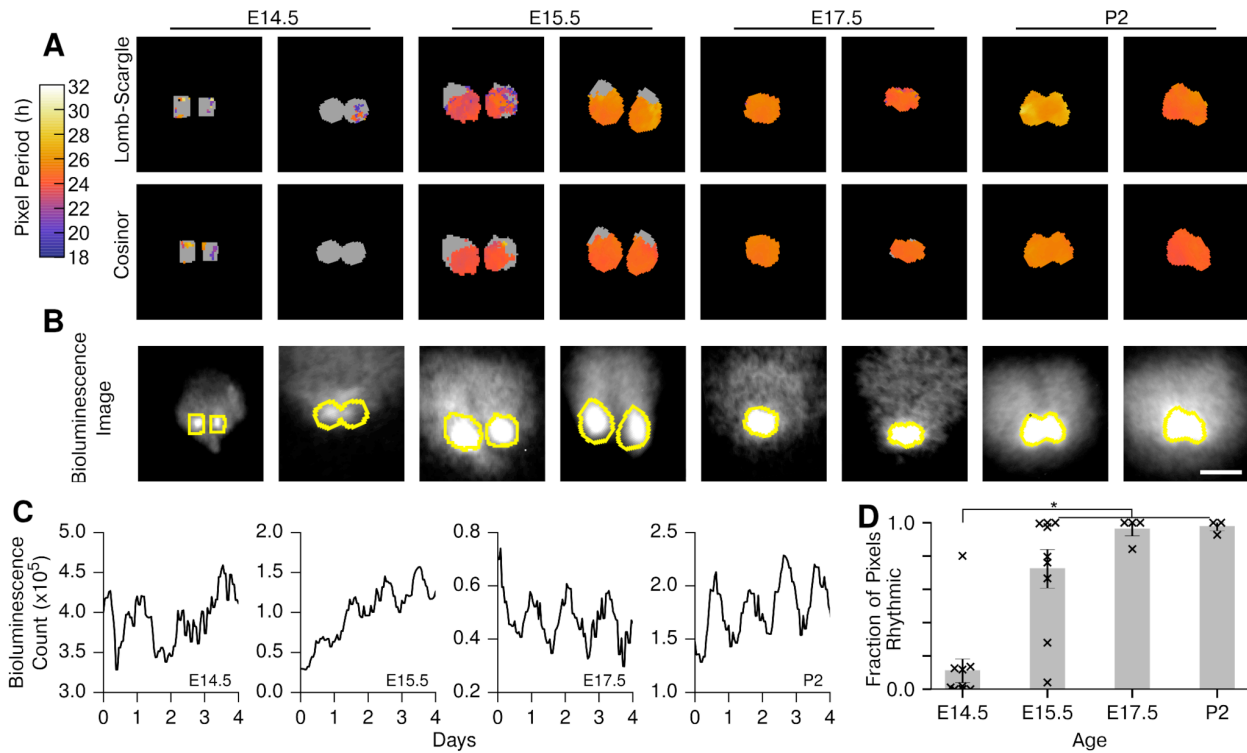 E14.5 E15.5 E17.5 P2
A
Pixel Period (h)
32
30
28
26
24
22
20
18
Lomb-Scargle
Cosinor
B
Bioluminescence
Image
C
Bioluminescence
Count (x10⁵)
5.0
4.5
4.0
3.5
3.0
E14.5
0 1 2 3 4
2.0
1.5
1.0
0.5
0.0
E15.5
0 1 2 3 4
0.8
0.6
0.4
0.2
E17.5
0 1 2 3 4
2.5
2.0
1.5
1.0
P2
0 1 2 3 4
Days
D
Fraction of Pixels
Rhythmic
*
1.0
0.0
E14.5 E15.5 E17.5 P2
Age